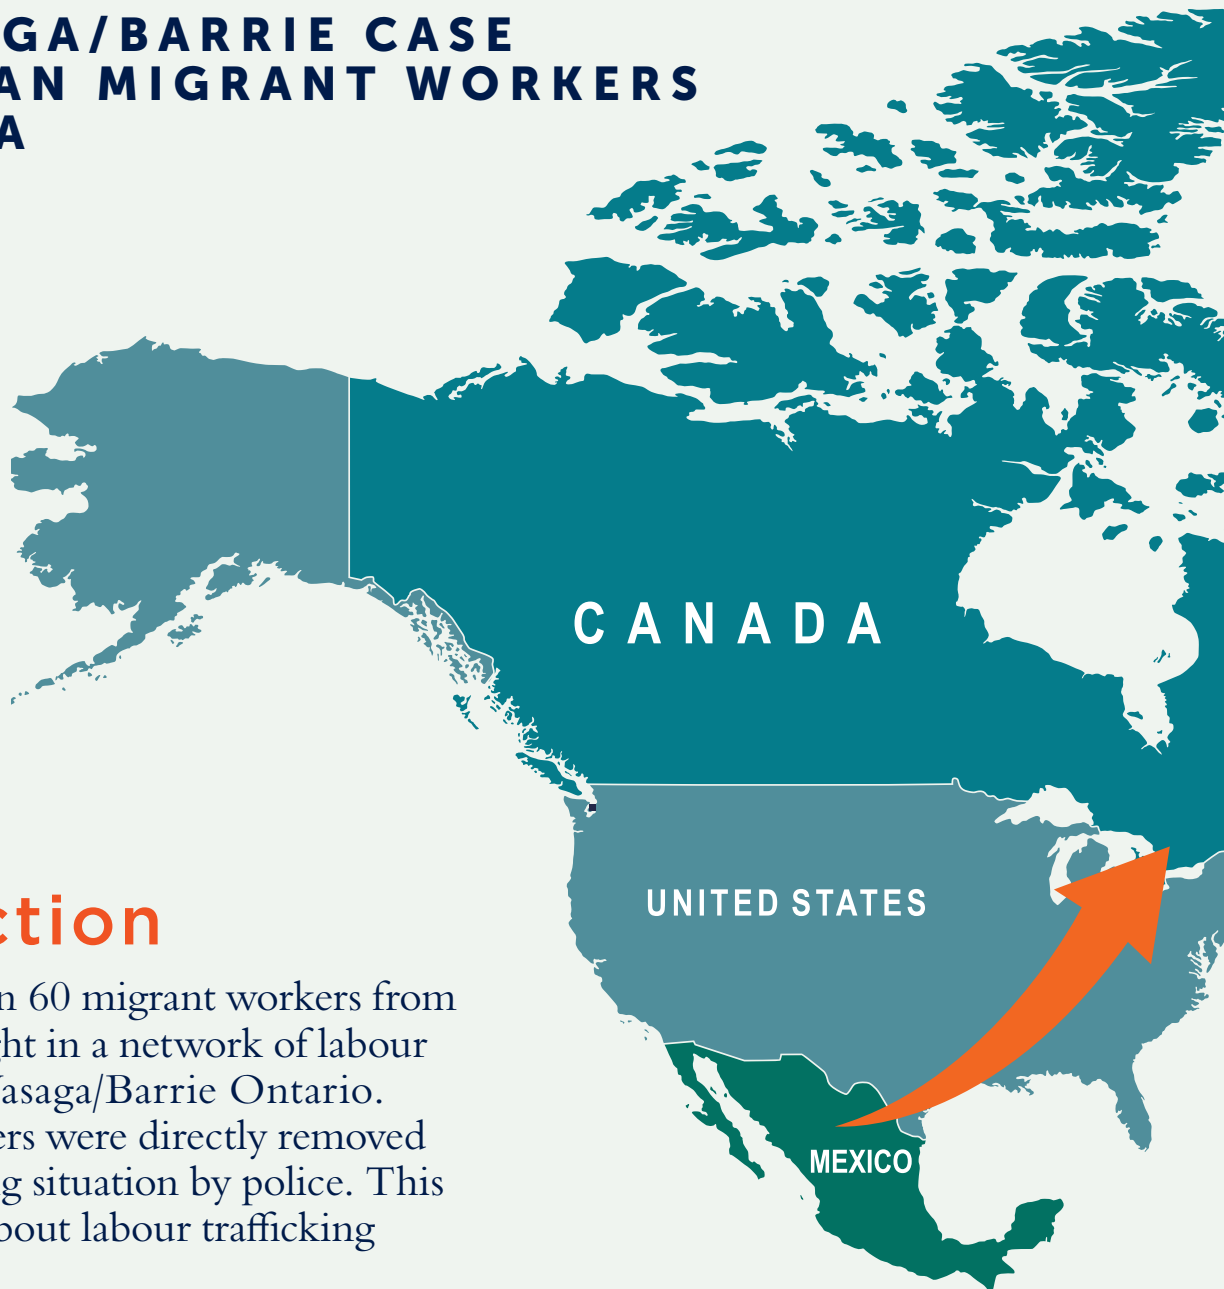 GA/BARRIE CASE
AN MIGRANT WORKERS
A
CANADA
UNITED STATES
MEXICO
ction
n 60 migrant workers from
ht in a network of labour
asaga/Barrie Ontario.
ers were directly removed
g situation by police. This
bout labour trafficking